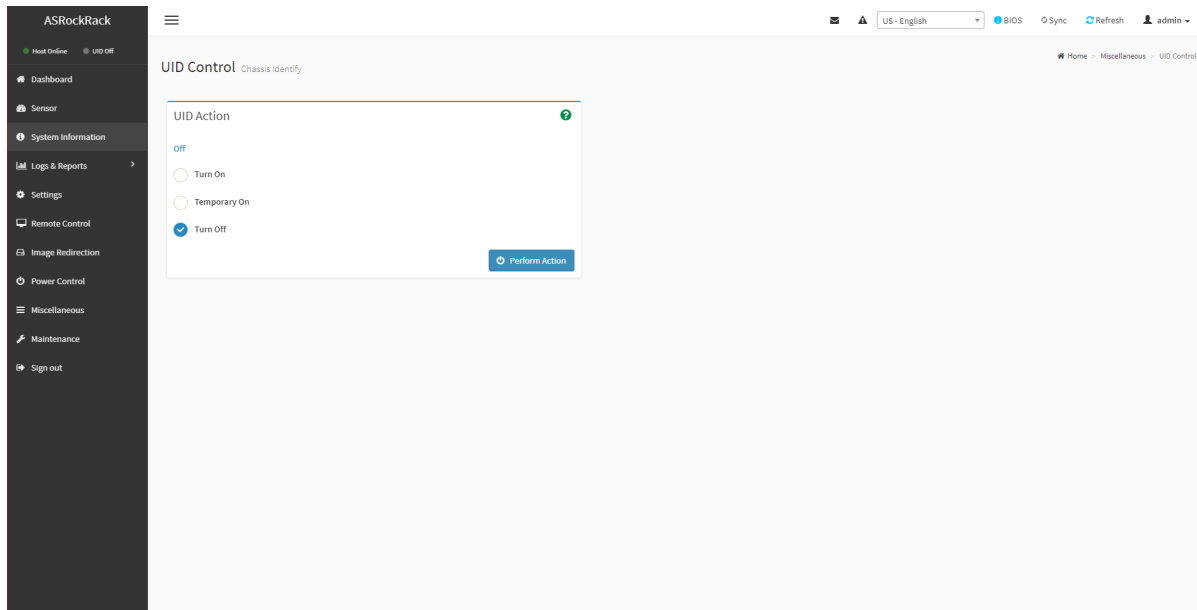 ASRockRack
US - English
BIOS
Sync
Refresh
admin
Host Online
UID Off
Home > Miscellaneous > UID Control
UID Control Chassis Identify
Dashboard
Sensor
System Information
Logs & Reports
Settings
Remote Control
Image Redirection
Power Control
Miscellaneous
Maintenance
Sign out
UID Action
Off
Turn On
Temporary On
Turn Off
Perform Action